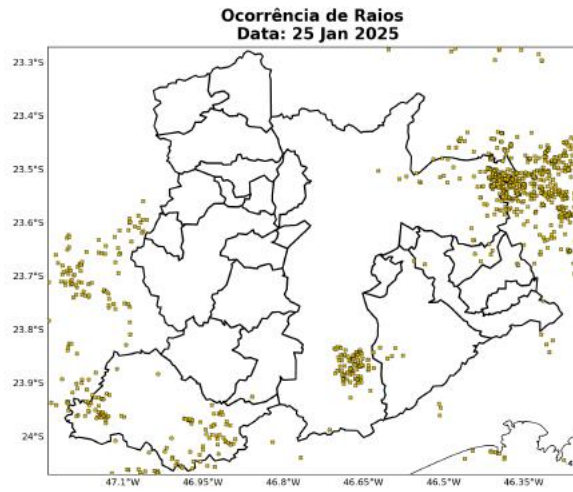 Ocorrência de Raios
Data: 25 Jan 2025
23.3°S
23.4°S
23.5°S
23.6°S
23.7°S
23.8°S
23.9°S
24°S
47.1°W
46.95°W
46.8°W
46.65°W
46.5°W
46.35°W